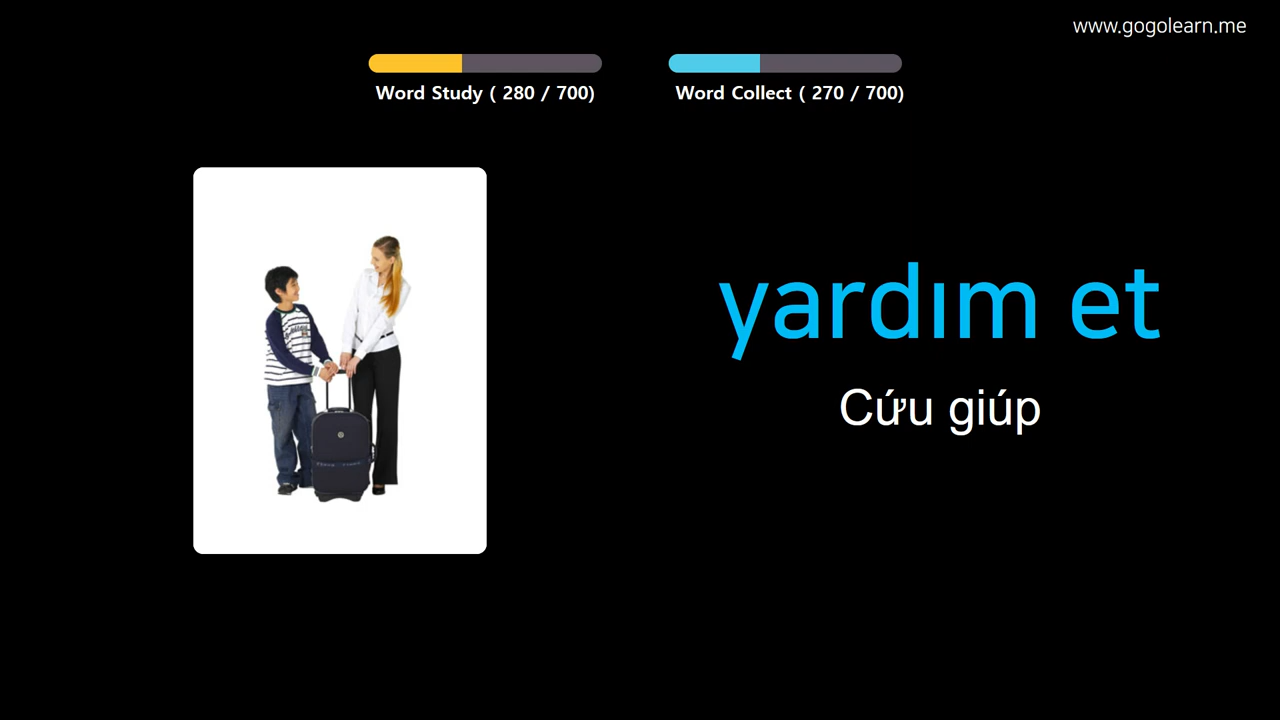 www.gogolearn.me
Word Study ( 280 / 700)
Word Collect ( 270 / 700)
yardım et
Cứu giúp